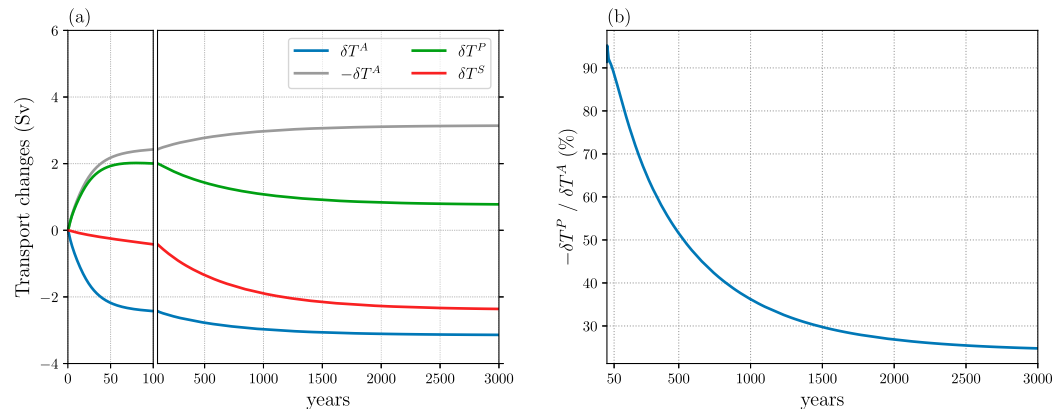 (a)
Transport changes (Sv)
6
4
2
0
−2
−4
δT^A
−δT^A
δT^P
δT^S
0 50 100 500 1000 1500 2000 2500 3000
years
(b)
−δT^P / δT^A (%)
90
80
70
60
50
40
30
50 500 1000 1500 2000 2500 3000
years